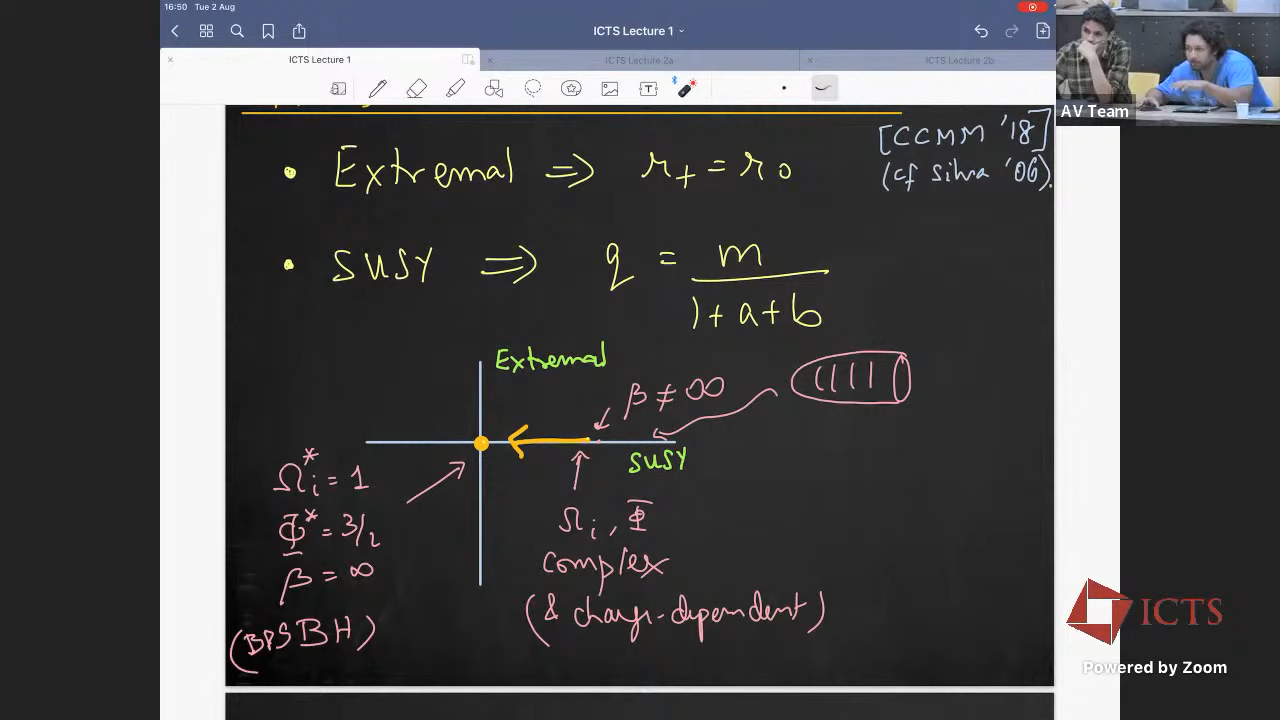 16:50 Tue 2 Aug
ICTS Lecture 1
ICTS Lecture 1
ICTS Lecture 2a
ICTS Lecture 2b
AV Team
[CCMM '18]
(cf Silva '06).
• Extremal ⇒ r₊ = r₀
• SUSY ⇒ q = m
1 + a + b
Extremal
β ≠ ∞
SUSY
Ωᵢ* = 1
Φ* = 3/2
β = ∞
(BPS BH)
Ωᵢ, Φ
complex
(& charge-dependent)
ICTS
Powered by Zoom